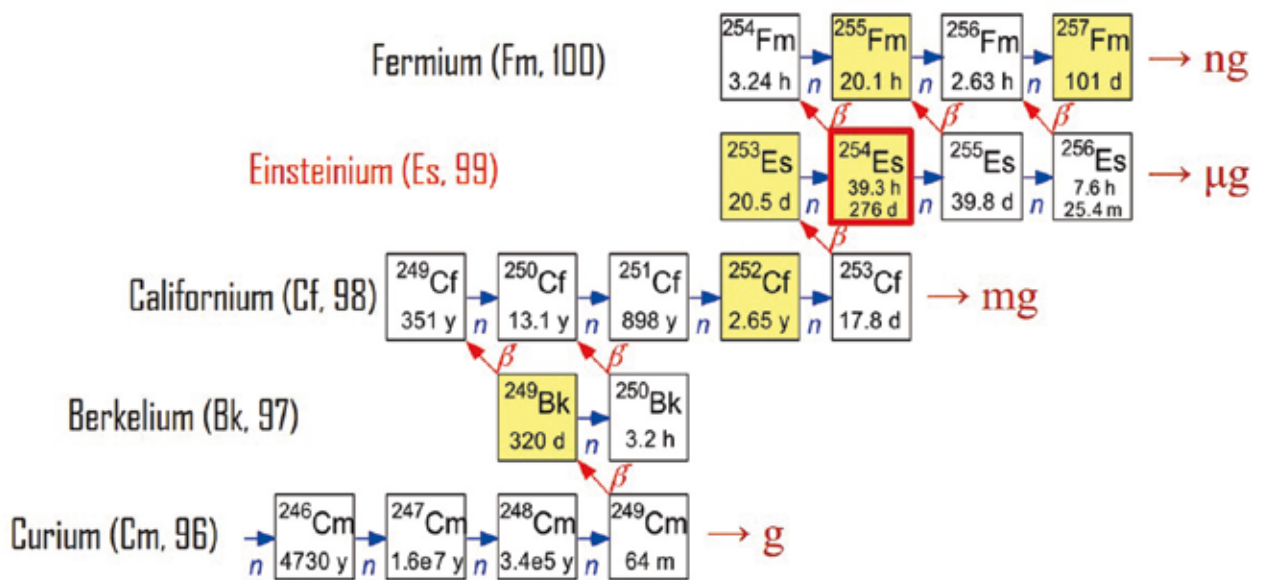 Fermium (Fm, 100)
254Fm 3.24 h n 255Fm 20.1 h n 256Fm 2.63 h n 257Fm 101 d → ng
β⁻ β⁻ β⁻
Einsteinium (Es, 99)
253Es 20.5 d n 254Es 39.3 h 276 d n 255Es 39.8 d n 256Es 7.6 h 25.4 m → μg
β⁻
Californium (Cf, 98)
249Cf 351 y n 250Cf 13.1 y n 251Cf 898 y n 252Cf 2.65 y n 253Cf 17.8 d → mg
β⁻ β⁻
Berkelium (Bk, 97)
249Bk 320 d n 250Bk 3.2 h
β⁻
Curium (Cm, 96)
n 246Cm 4730 y n 247Cm 1.6e7 y n 248Cm 3.4e5 y n 249Cm 64 m → g